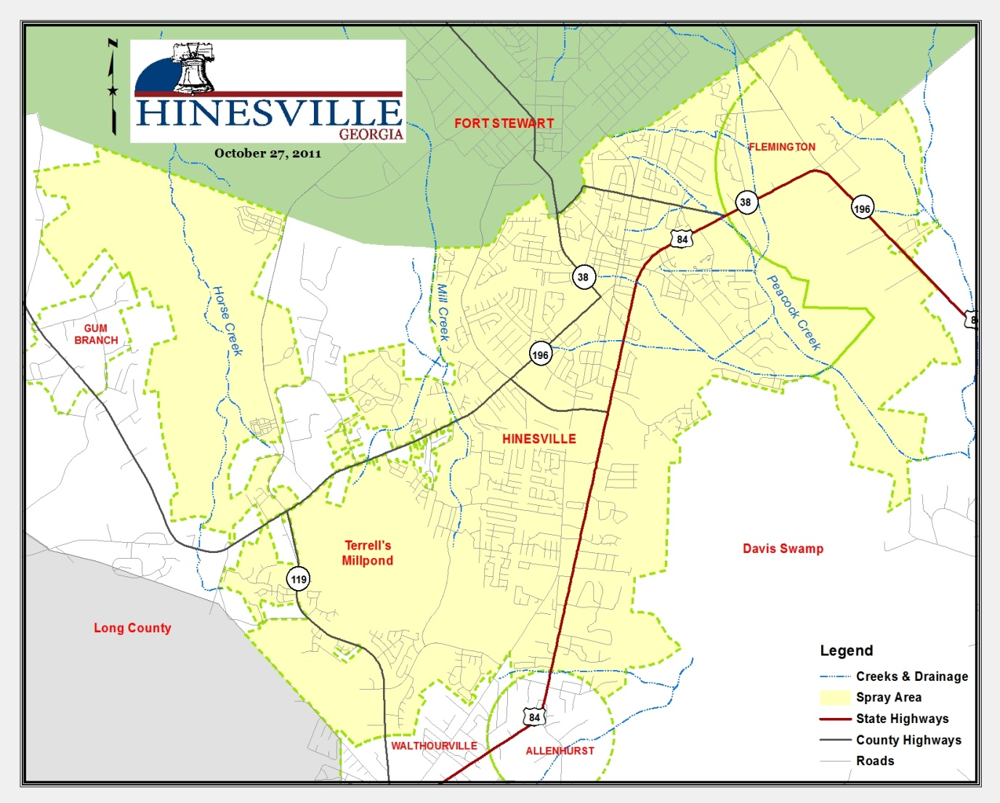 N
HINESVILLE
GEORGIA
October 27, 2011
FORT STEWART
FLEMINGTON
38
196
84
38
8
Horse Creek
Mill Creek
Peacock Creek
GUM
BRANCH
196
HINESVILLE
Terrell's
Millpond
Davis Swamp
119
Long County
84
WALTHOURVILLE
ALLENHURST
Legend
Creeks & Drainage
Spray Area
State Highways
County Highways
Roads